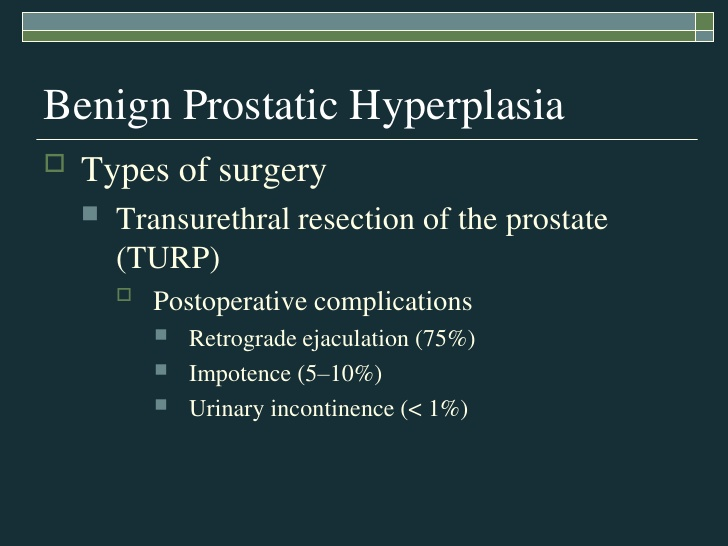 Benign Prostatic Hyperplasia
Types of surgery
Transurethral resection of the prostate
(TURP)
Postoperative complications
Retrograde ejaculation (75%)
Impotence (5–10%)
Urinary incontinence (< 1%)